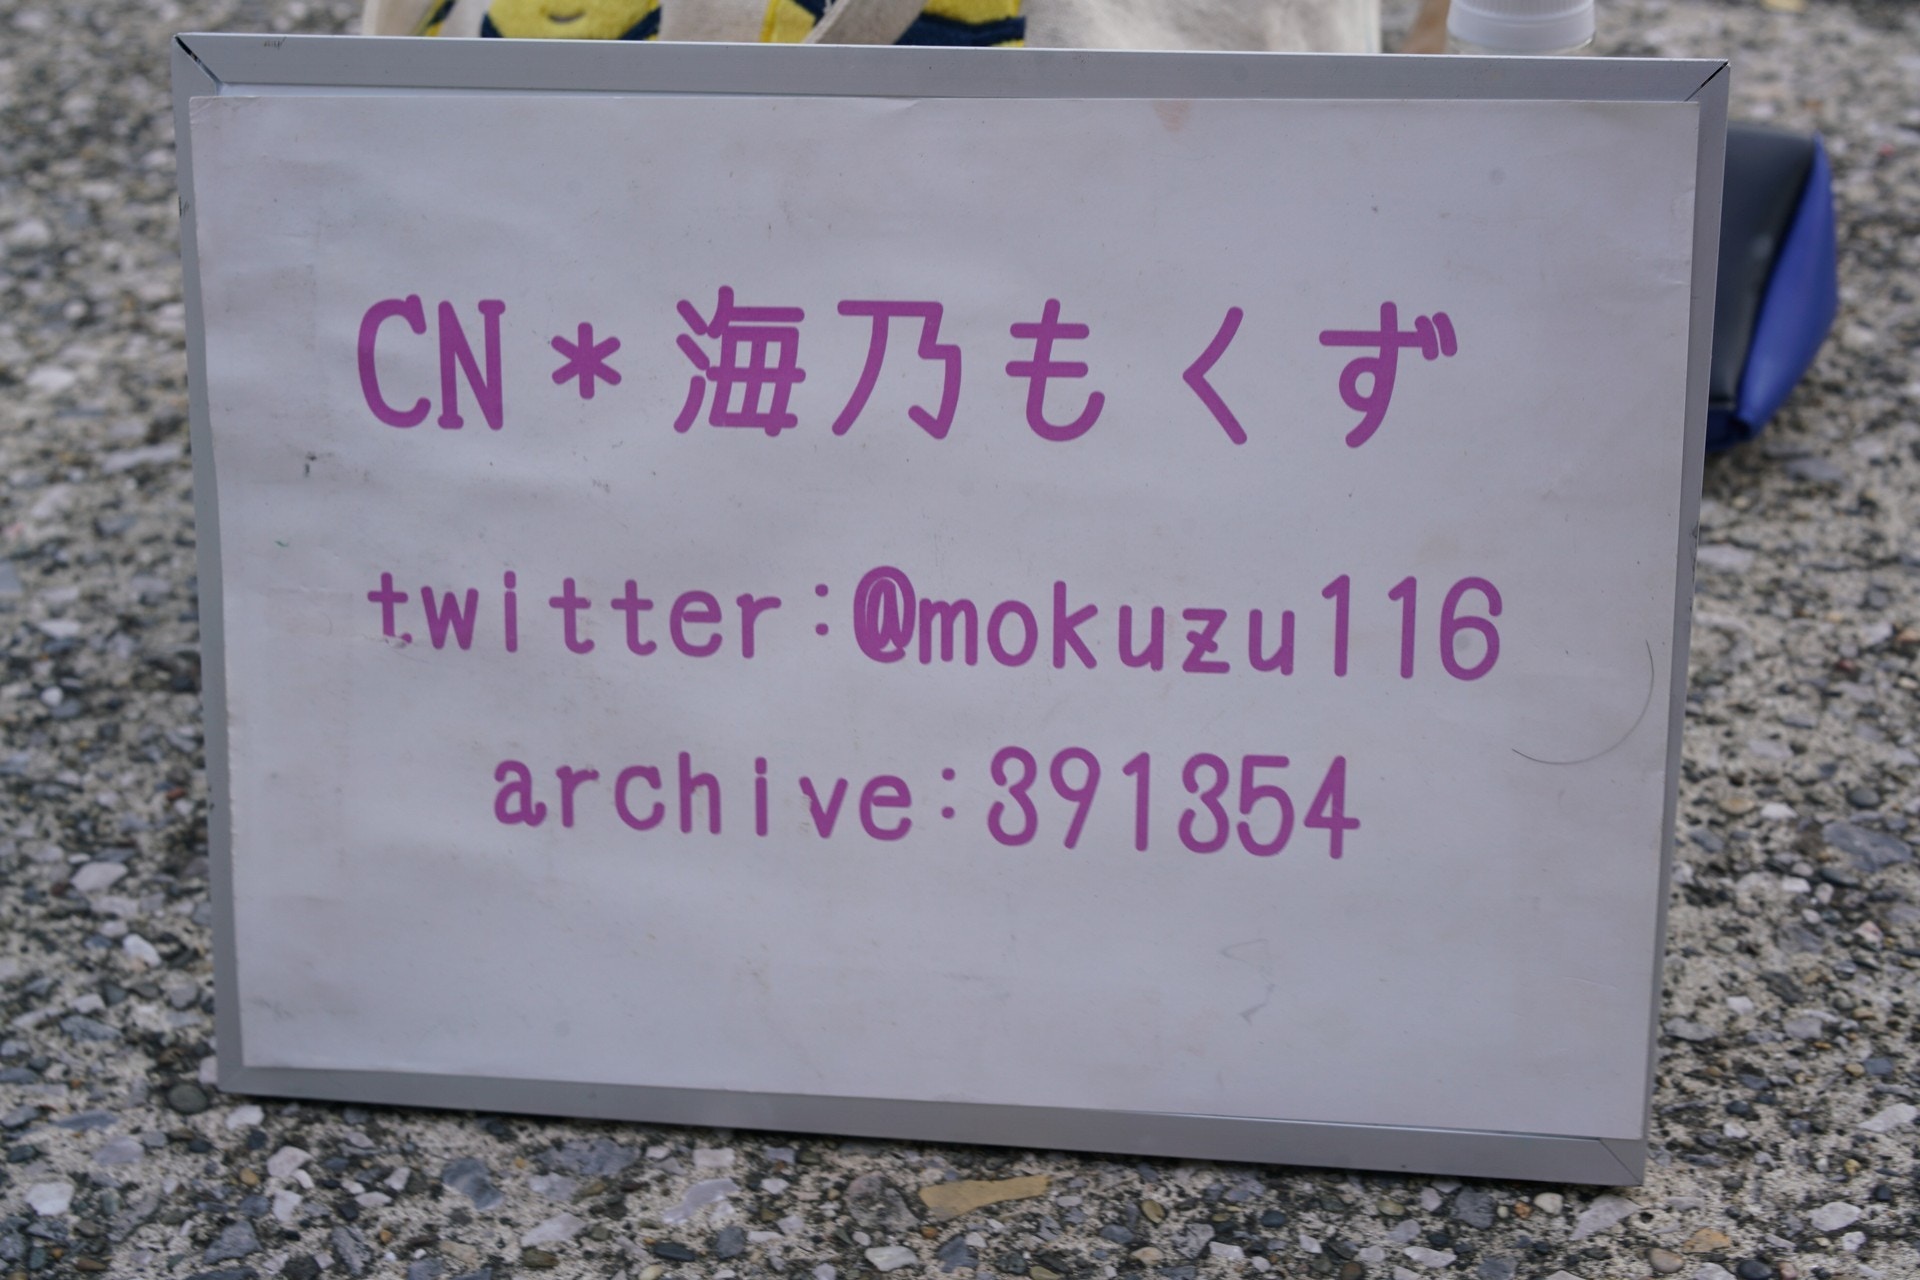 CN*海乃もくず
twitter:@mokuzu116
archive:391354